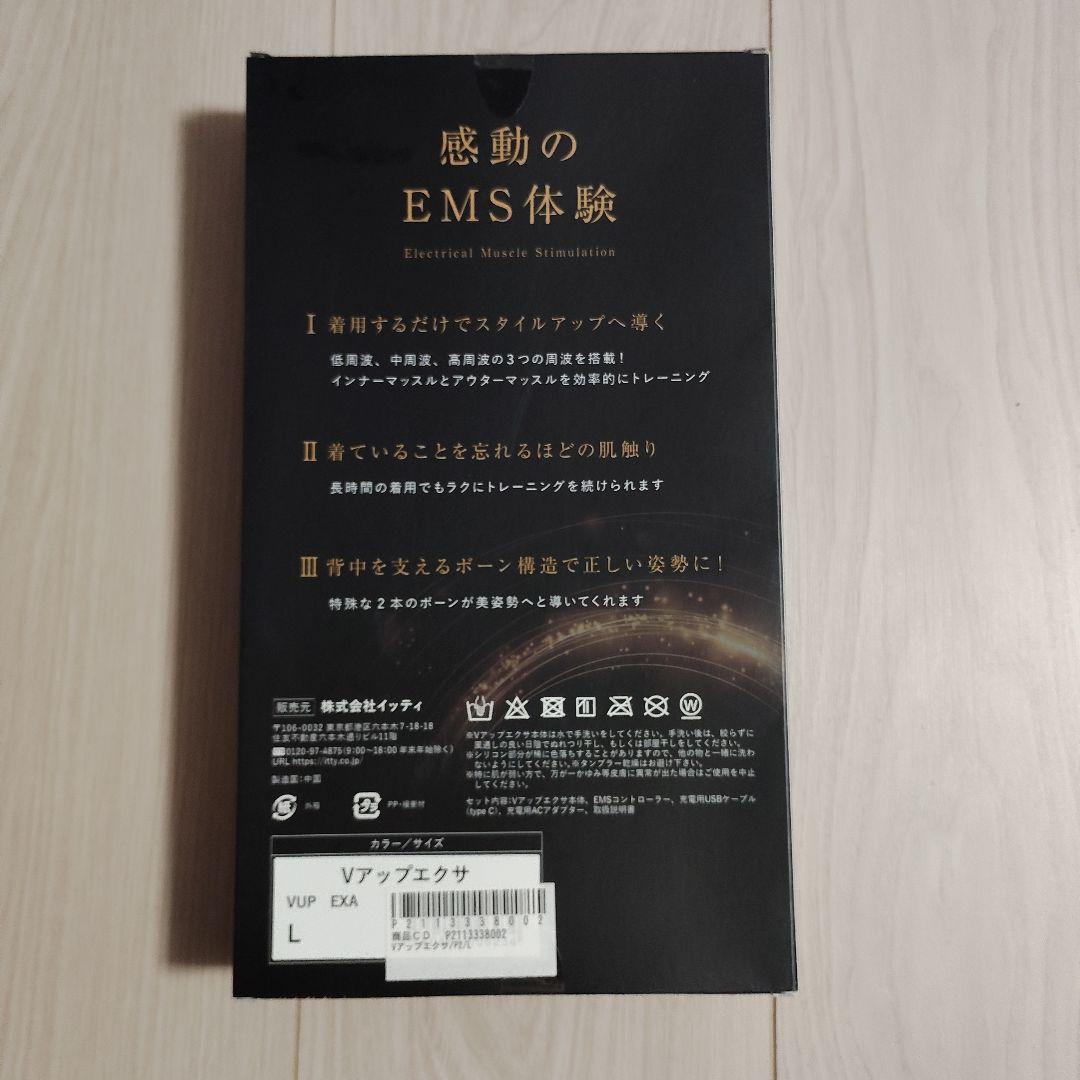 感動の
EMS体験
Electrical Muscle Stimulation
Ⅰ 着用するだけでスタイルアップへ導く
低周波、中周波、高周波の3つの周波を搭載！
インナーマッスルとアウターマッスルを効率的にトレーニング
Ⅱ 着ていることを忘れるほどの肌触り
長時間の着用でもラクにトレーニングを続けられます
Ⅲ 背中を支えるボーン構造で正しい姿勢に！
特殊な2本のボーンが美姿勢へと導いてくれます
販売元 株式会社イッティ
〒106-0032 東京都港区六本木7-18-18
住友不動産六本木通りビル11階
0120-97-4875(9:00〜18:00 年末年始除く)
URL https://itty.co.jp/
製造国:中国
紙 外箱
プラ PP・緩衝材
W
※Vアップエクサ本体は水で手洗いをしてください。手洗い後は、絞らずに
風通しの良い日陰でぬれつり干し、もしくは部屋干しをしてください。
※シリコン部分が稀に色落ちすることがありますので、他の物と一緒に洗わ
ないようにしてください。※タンブラー乾燥はお避け下さい。
※特に肌が弱い方で、万が一かゆみ等皮膚に異常が出た場合はご使用を中止
してください。
セット内容:Vアップエクサ本体、EMSコントローラー、充電用USBケーブル
(type C)、充電用ACアダプター、取扱説明書
カラー／サイズ
Vアップエクサ
VUP EXA
L
P2113338002
商品CD P2113338002
Vアップエクサ/P2/L